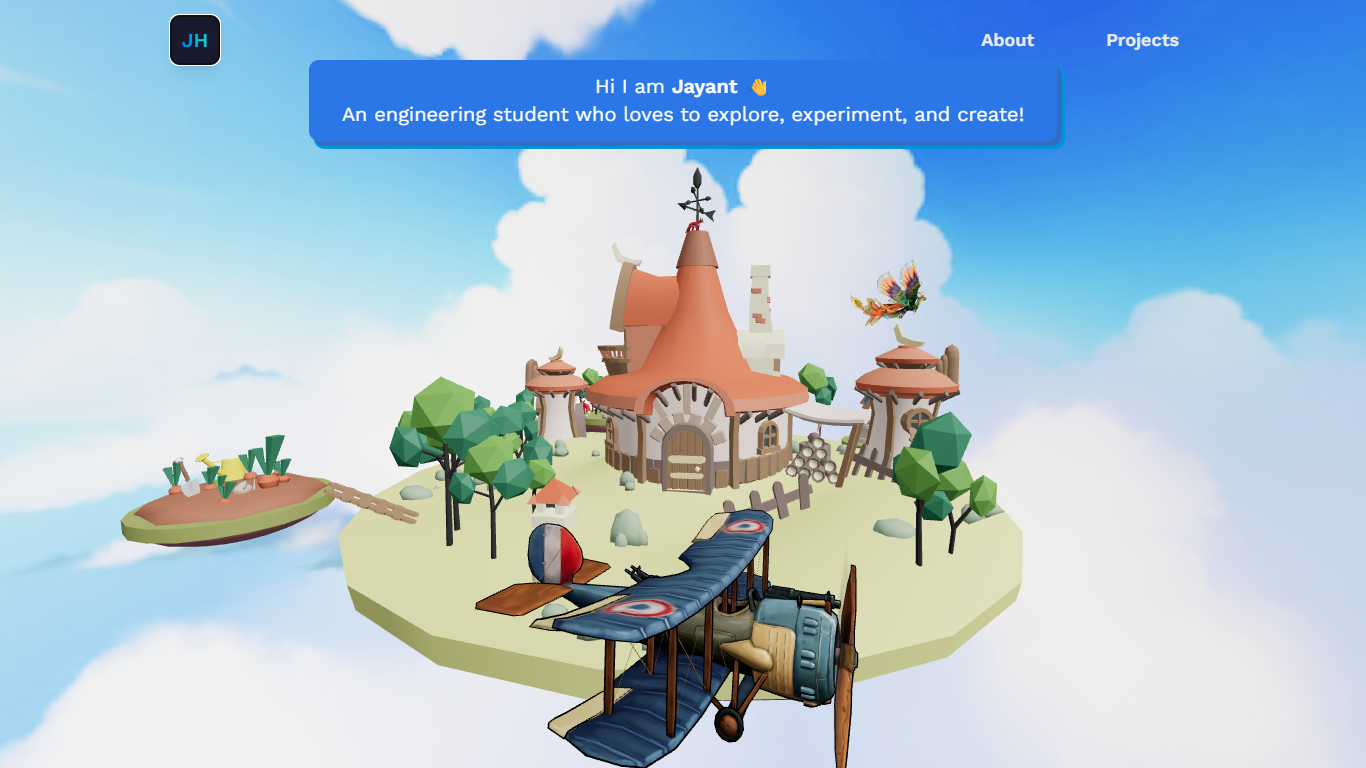 JH
About
Projects
Hi I am Jayant 👋
An engineering student who loves to explore, experiment, and create!